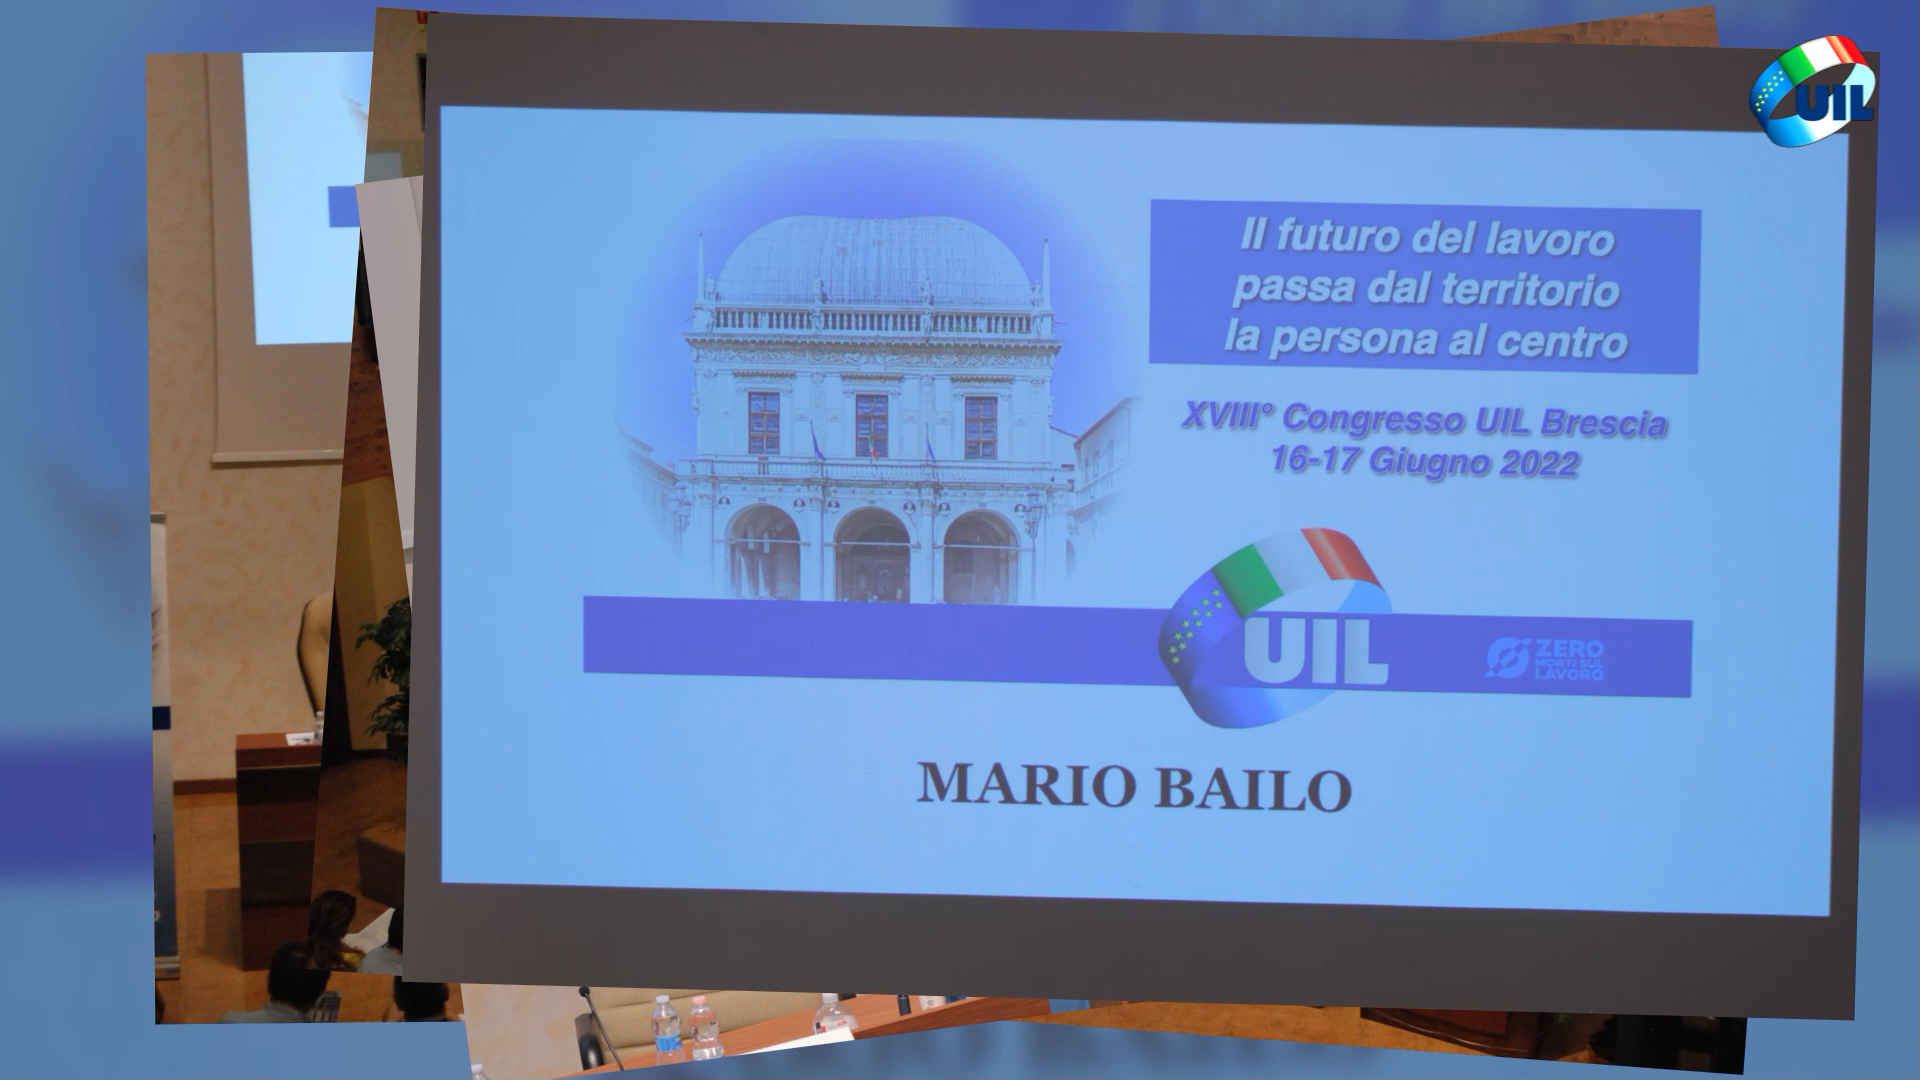 UIL
Il futuro del lavoro
passa dal territorio
la persona al centro
XVIII° Congresso UIL Brescia
16-17 Giugno 2022
UIL
ZERO
MORTI SUL
LAVORO
MARIO BAILO